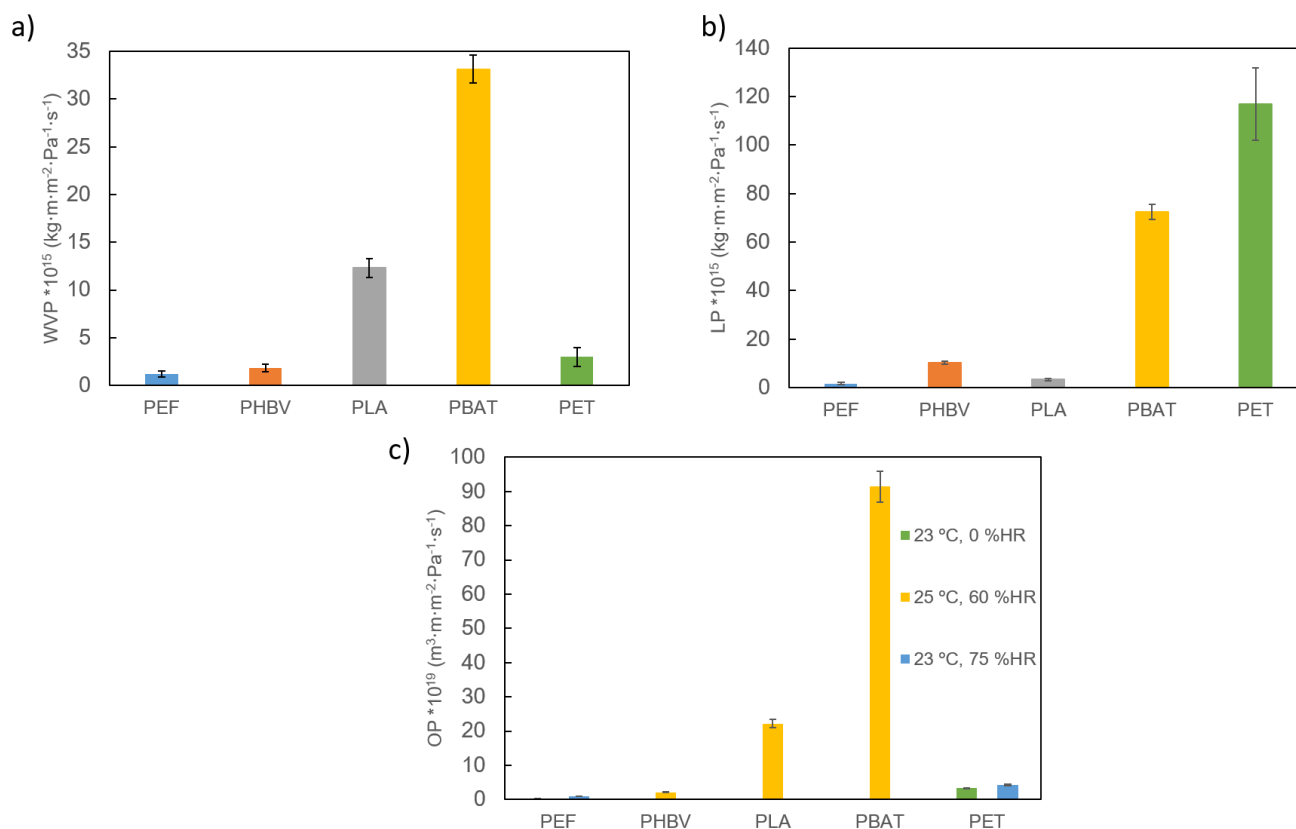 a)
WVP *10¹⁵ (kg·m·m⁻²·Pa⁻¹·s⁻¹)
35
30
25
20
15
10
5
0
PEF PHBV PLA PBAT PET
b)
LP *10¹⁵ (kg·m·m⁻²·Pa⁻¹·s⁻¹)
140
120
100
80
60
40
20
0
PEF PHBV PLA PBAT PET
c)
OP *10¹⁹ (m³·m·m⁻²·Pa⁻¹·s⁻¹)
100
90
80
70
60
50
40
30
20
10
0
PEF PHBV PLA PBAT PET
23 ºC, 0 %HR
25 ºC, 60 %HR
23 ºC, 75 %HR